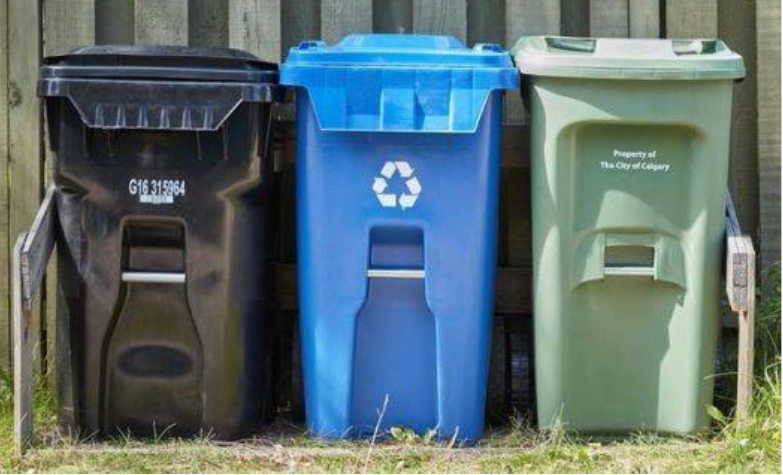 G16 315964
Property of
The City of Calgary